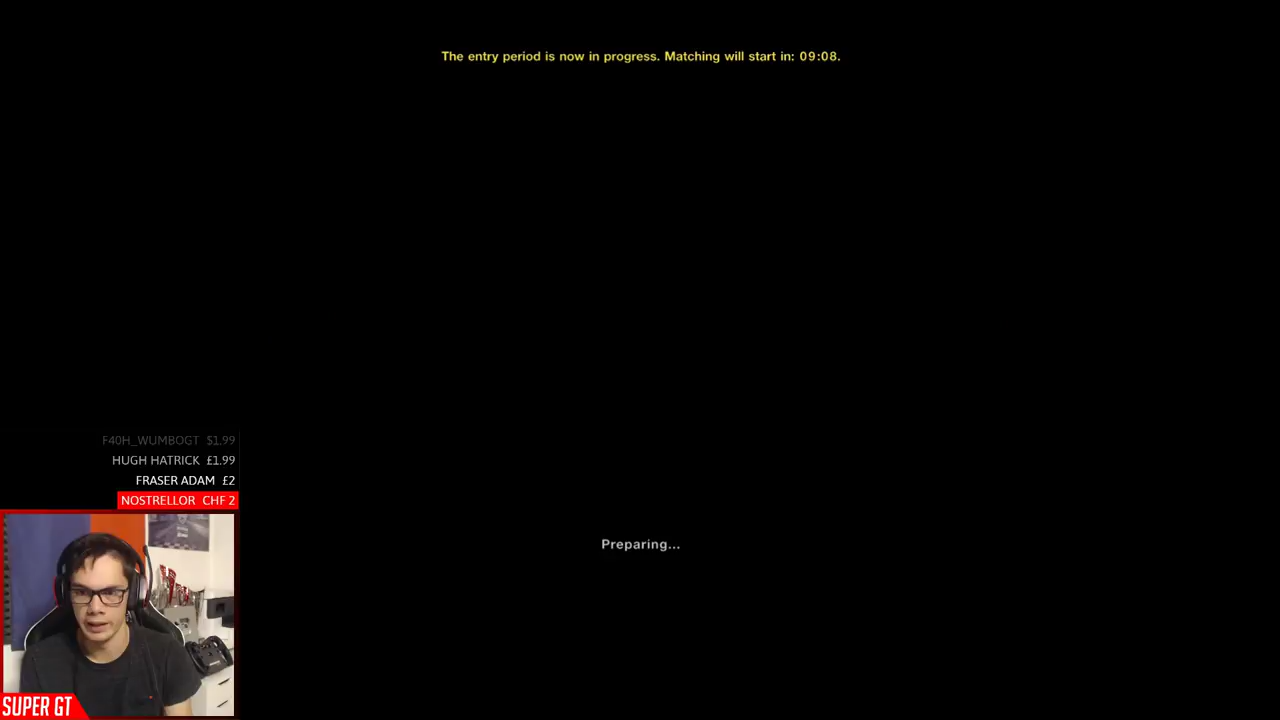 The entry period is now in progress. Matching will start in: 09:08.
F40H_WUMBOGT $1.99
HUGH HATRICK £1.99
FRASER ADAM £2
NOSTRELLOR CHF 2
Preparing...
SUPER GT